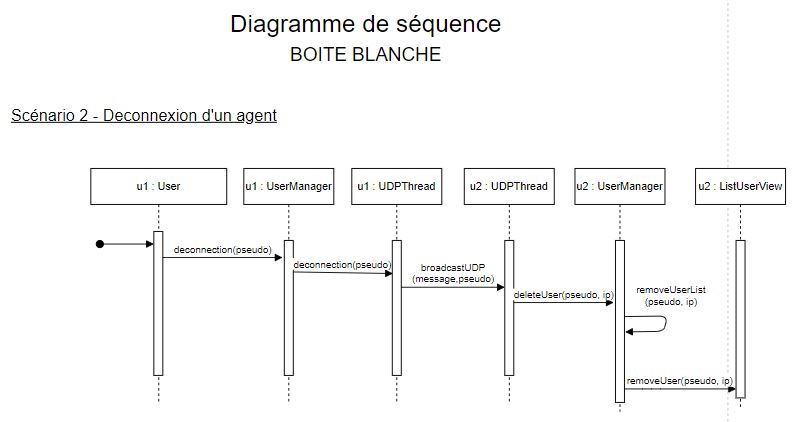 Diagramme de séquence
BOITE BLANCHE
Scénario 2 - Deconnexion d'un agent
u1 : User
u1 : UserManager
u1 : UDPThread
u2 : UDPThread
u2 : UserManager
u2 : ListUserView
deconnection(pseudo)
deconnection(pseudo)
broadcastUDP
(message,pseudo)
deleteUser(pseudo, ip)
removeUserList
(pseudo, ip)
removeUser(pseudo, ip)